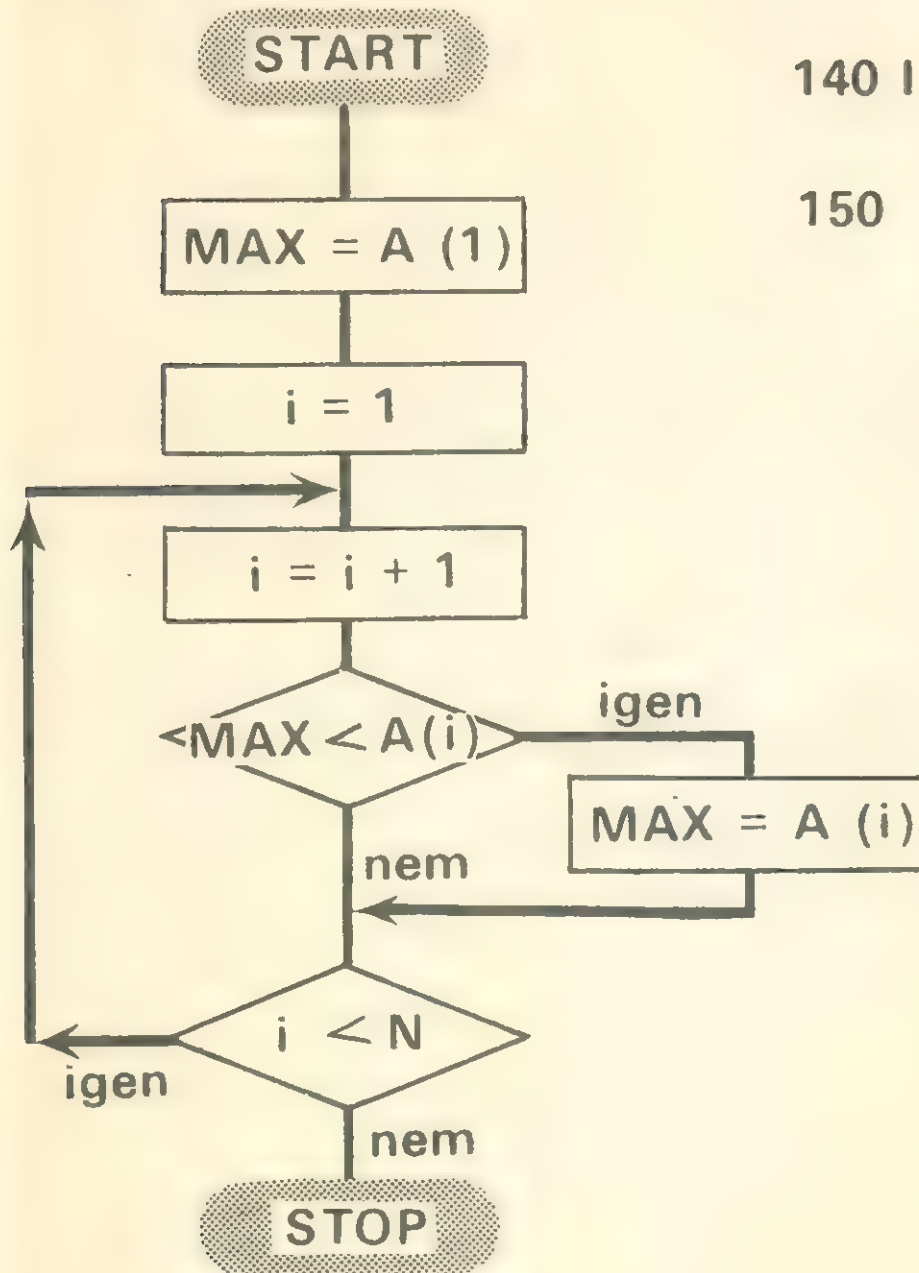 START
140 I
MAX = A (1)
150
i = 1
i = i + 1
MAX < A(i)
igen
MAX = A (i)
nem
i < N
igen
nem
STOP